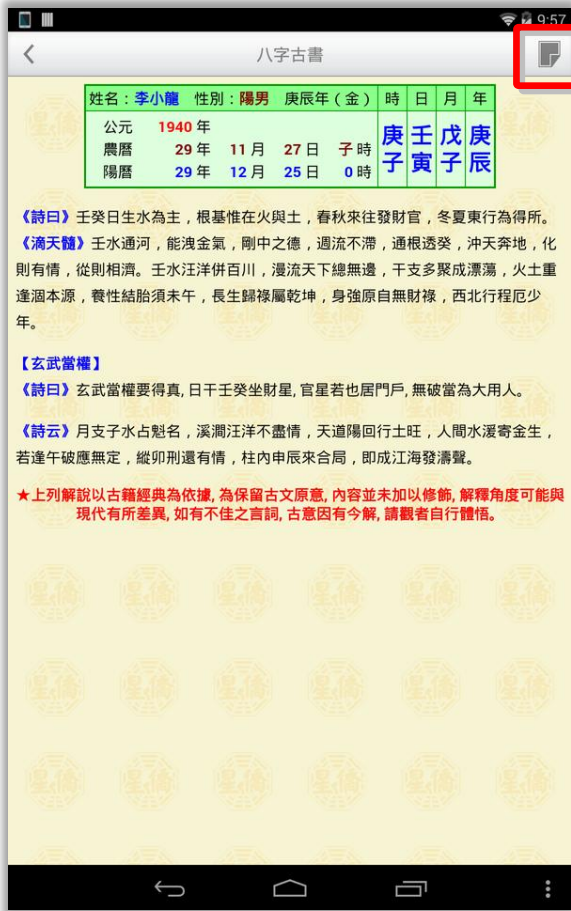 9:57
八字古書
姓名：李小龍 性別：陽男 庚辰年（金） 時 日 月 年
公元 1940 年
農曆 29 年 11 月 27 日 子 時
陽曆 29 年 12 月 25 日 0 時
庚 壬 戊 庚
子 寅 子 辰
《詩曰》壬癸日生水為主，根基惟在火與土，春秋來往發財官，冬夏東行為得所。
《滴天髓》壬水通河，能洩金氣，剛中之德，週流不滯，通根透癸，沖天奔地，化
則有情，從則相濟。壬水汪洋併百川，漫流天下總無邊，干支多聚成漂蕩，火土重
逢涸本源，養性結胎須未午，長生歸祿屬乾坤，身強原自無財祿，西北行程厄少
年。
【玄武當權】
《詩曰》玄武當權要得真, 日干壬癸坐財星, 官星若也居門戶, 無破當為大用人。
《詩云》月支子水占魁名，溪澗汪洋不盡情，天道陽回行土旺，人間水湲寄金生，
若逢午破應無定，縱卯刑還有情，柱內申辰來合局，即成江海發濤聲。
★上列解說以古籍經典為依據, 為保留古文原意, 內容並未加以修飾, 解釋角度可能與
現代有所差異, 如有不佳之言詞, 古意因有今解, 請觀者自行體悟。